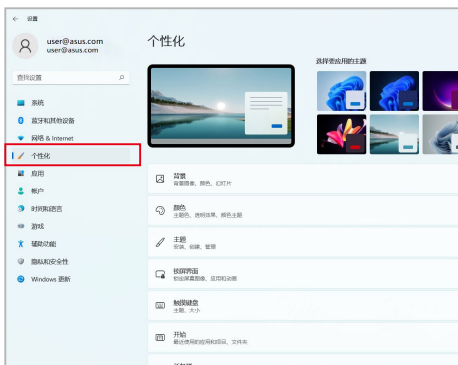 设置
user@asus.com
user@asus.com
查找设置
系统
蓝牙和其他设备
网络 & Internet
个性化
应用
帐户
时间和语言
游戏
辅助功能
隐私和安全性
Windows 更新
个性化
选择要应用的主题
背景
背景图像、颜色、幻灯片
颜色
主题色、透明效果、颜色主题
主题
安装、创建、管理
锁屏界面
锁定屏幕图像、应用和动画
触摸键盘
主题、大小
开始
最近使用的应用和项目、文件夹